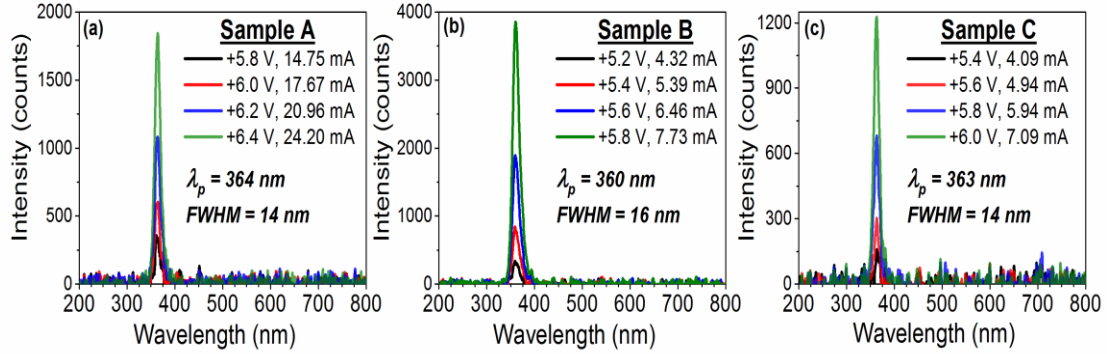 (a) Sample A
+5.8 V, 14.75 mA
+6.0 V, 17.67 mA
+6.2 V, 20.96 mA
+6.4 V, 24.20 mA
λp = 364 nm
FWHM = 14 nm
Intensity (counts)
2000
1500
1000
500
0
200 300 400 500 600 700 800
Wavelength (nm)
(b) Sample B
+5.2 V, 4.32 mA
+5.4 V, 5.39 mA
+5.6 V, 6.46 mA
+5.8 V, 7.73 mA
λp = 360 nm
FWHM = 16 nm
Intensity (counts)
4000
3000
2000
1000
0
200 300 400 500 600 700 800
Wavelength (nm)
(c) Sample C
+5.4 V, 4.09 mA
+5.6 V, 4.94 mA
+5.8 V, 5.94 mA
+6.0 V, 7.09 mA
λp = 363 nm
FWHM = 14 nm
Intensity (counts)
1200
900
600
300
0
200 300 400 500 600 700 800
Wavelength (nm)